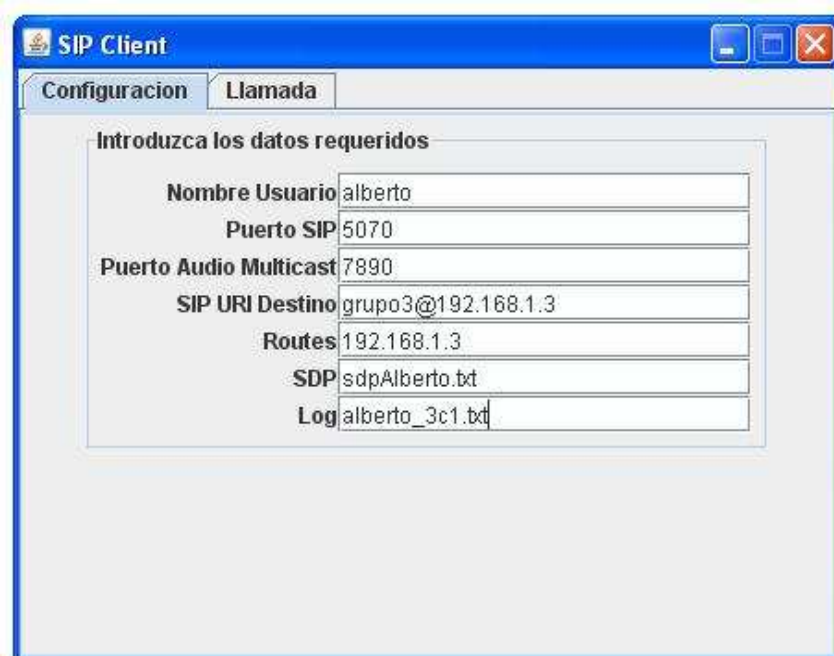 SIP Client
Configuracion Llamada
Introduzca los datos requeridos
Nombre Usuario alberto
Puerto SIP 5070
Puerto Audio Multicast 7890
SIP URI Destino grupo3@192.168.1.3
Routes 192.168.1.3
SDP sdpAlberto.txt
Log alberto_3c1.txt